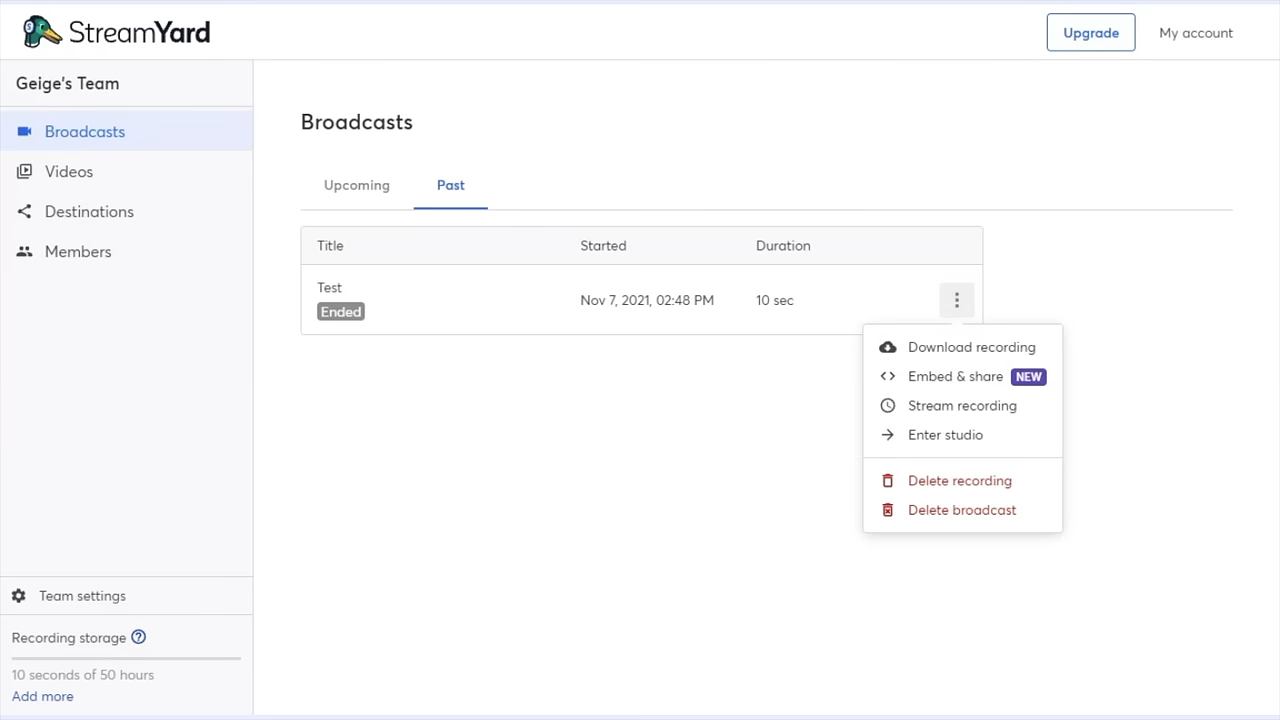 StreamYard
Upgrade
My account
Geige's Team
Broadcasts
Videos
Destinations
Members
Team settings
Recording storage
10 seconds of 50 hours
Add more
Broadcasts
Upcoming
Past
Title Started Duration
Test
Ended
Nov 7, 2021, 02:48 PM
10 sec
Download recording
Embed & share NEW
Stream recording
Enter studio
Delete recording
Delete broadcast